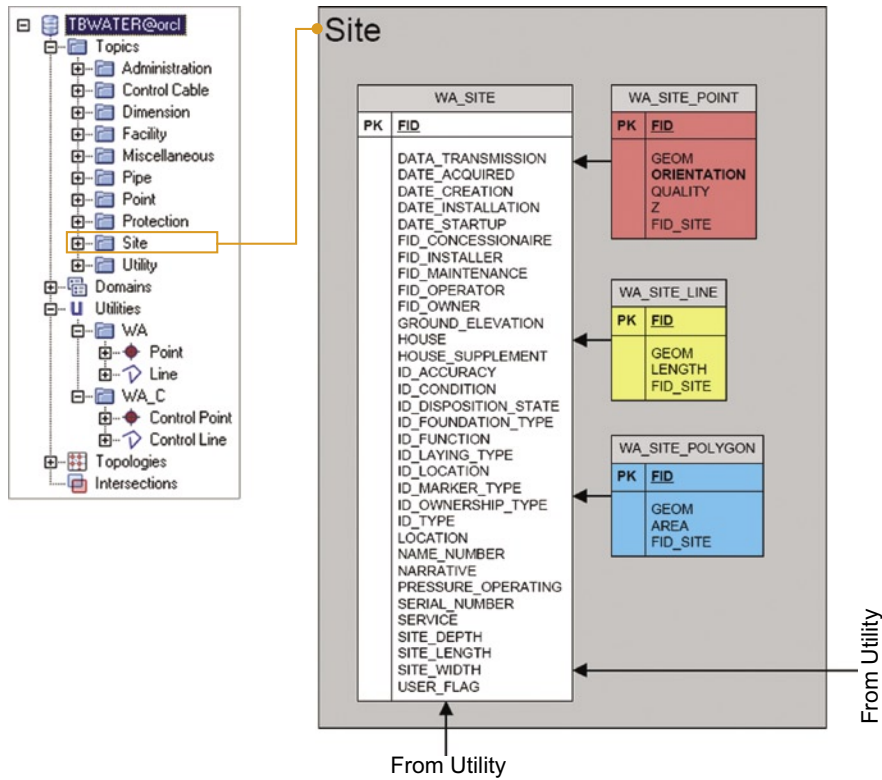 TBWATER@orcl
Topics
Administration
Control Cable
Dimension
Facility
Miscellaneous
Pipe
Point
Protection
Site
Utility
Domains
Utilities
WA
Point
Line
WA_C
Control Point
Control Line
Topologies
Intersections
Site
WA_SITE
PK FID
DATA_TRANSMISSION
DATE_ACQUIRED
DATE_CREATION
DATE_INSTALLATION
DATE_STARTUP
FID_CONCESSIONAIRE
FID_INSTALLER
FID_MAINTENANCE
FID_OPERATOR
FID_OWNER
GROUND_ELEVATION
HOUSE
HOUSE_SUPPLEMENT
ID_ACCURACY
ID_CONDITION
ID_DISPOSITION_STATE
ID_FOUNDATION_TYPE
ID_FUNCTION
ID_LAYING_TYPE
ID_LOCATION
ID_MARKER_TYPE
ID_OWNERSHIP_TYPE
ID_TYPE
LOCATION
NAME_NUMBER
NARRATIVE
PRESSURE_OPERATING
SERIAL_NUMBER
SERVICE
SITE_DEPTH
SITE_LENGTH
SITE_WIDTH
USER_FLAG
WA_SITE_POINT
PK FID
GEOM
ORIENTATION
QUALITY
Z
FID_SITE
WA_SITE_LINE
PK FID
GEOM
LENGTH
FID_SITE
WA_SITE_POLYGON
PK FID
GEOM
AREA
FID_SITE
From Utility
From Utility